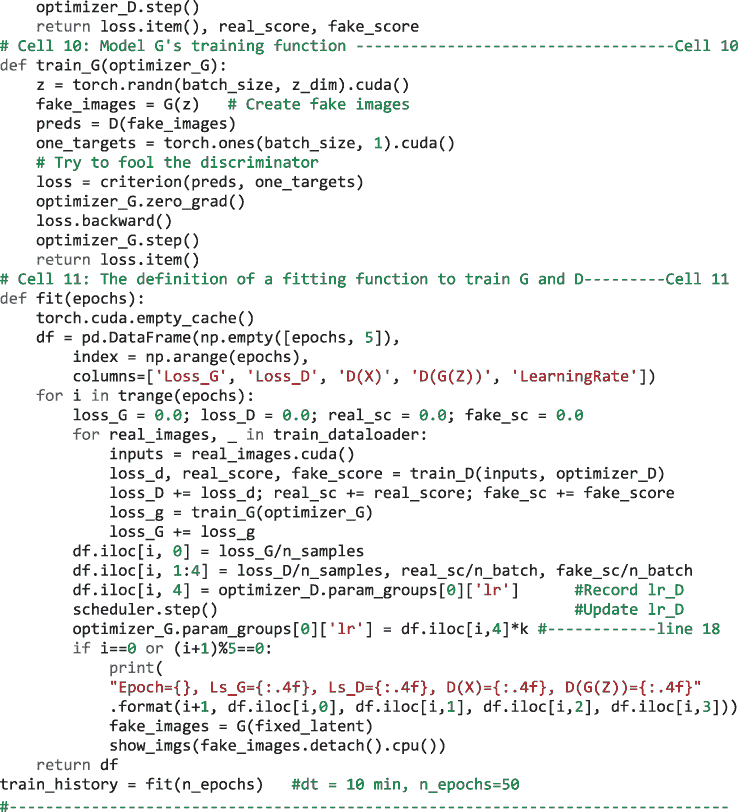 optimizer_D.step()
    return loss.item(), real_score, fake_score
# Cell 10: Model G's training function -----------------------------------Cell 10
def train_G(optimizer_G):
    z = torch.randn(batch_size, z_dim).cuda()
    fake_images = G(z)   # Create fake images
    preds = D(fake_images)
    one_targets = torch.ones(batch_size, 1).cuda()
    # Try to fool the discriminator
    loss = criterion(preds, one_targets)
    optimizer_G.zero_grad()
    loss.backward()
    optimizer_G.step()
    return loss.item()
# Cell 11: The definition of a fitting function to train G and D---------Cell 11
def fit(epochs):
    torch.cuda.empty_cache()
    df = pd.DataFrame(np.empty([epochs, 5]),
        index = np.arange(epochs),
        columns=['Loss_G', 'Loss_D', 'D(X)', 'D(G(Z))', 'LearningRate'])
    for i in trange(epochs):
        loss_G = 0.0; loss_D = 0.0; real_sc = 0.0; fake_sc = 0.0
        for real_images, _ in train_dataloader:
            inputs = real_images.cuda()
            loss_d, real_score, fake_score = train_D(inputs, optimizer_D)
            loss_D += loss_d; real_sc += real_score; fake_sc += fake_score
            loss_g = train_G(optimizer_G)
            loss_G += loss_g
        df.iloc[i, 0] = loss_G/n_samples
        df.iloc[i, 1:4] = loss_D/n_samples, real_sc/n_batch, fake_sc/n_batch
        df.iloc[i, 4] = optimizer_D.param_groups[0]['lr']      #Record lr_D
        scheduler.step()                                       #Update lr_D
        optimizer_G.param_groups[0]['lr'] = df.iloc[i,4]*k #------------line 18
        if i==0 or (i+1)%5==0:
            print(
            "Epoch={}, Ls_G={:.4f}, Ls_D={:.4f}, D(X)={:.4f}, D(G(Z))={:.4f}"
            .format(i+1, df.iloc[i,0], df.iloc[i,1], df.iloc[i,2], df.iloc[i,3]))
            fake_images = G(fixed_latent)
            show_imgs(fake_images.detach().cpu())
    return df
train_history = fit(n_epochs)   #dt = 10 min, n_epochs=50
#-------------------------------------------------------------------------------